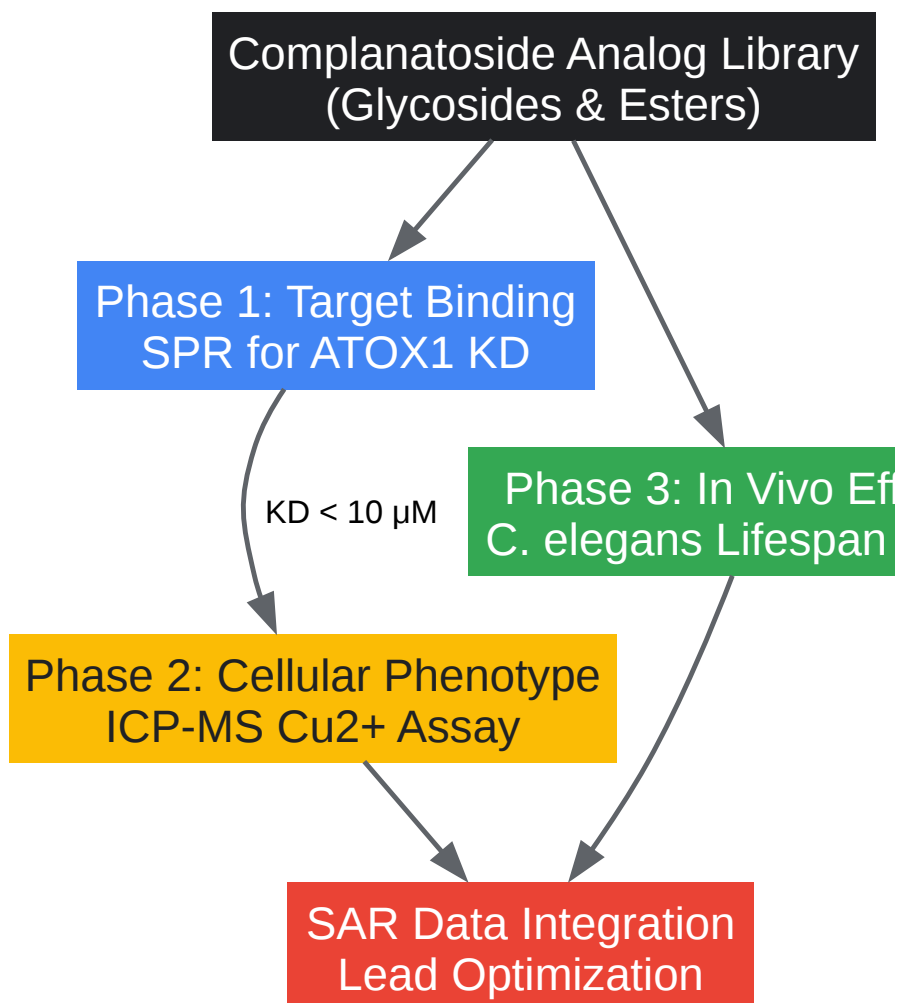 Complanatoside Analog Library
(Glycosides & Esters)
Phase 1: Target Binding
SPR for ATOX1 KD
KD < 10 μM
Phase 3: In Vivo
C. elegans Lifespan
Phase 2: Cellular Phenotype
ICP-MS Cu2+ Assay
SAR Data Integration
Lead Optimization